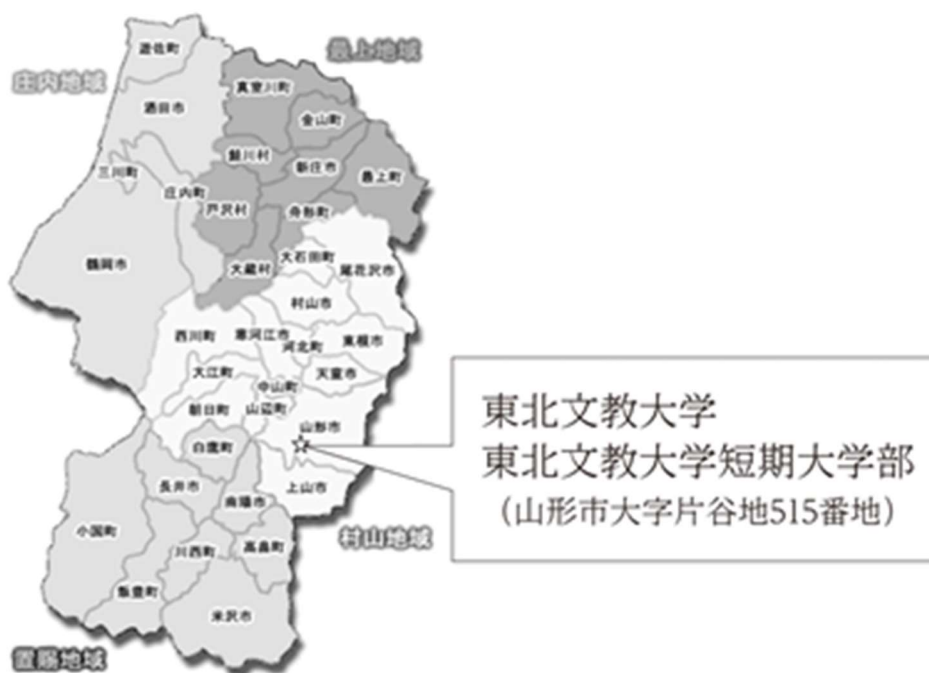 遊佐町
最上地域
庄内地域
真室川町
酒田市
金山町
鮭川村
新庄市
三川町
最上町
庄内町
戸沢村
舟形町
大石田町
鶴岡市
大蔵村
尾花沢市
村山市
西川町
寒河江市
東根市
河北町
大江町
天童市
中山町
朝日町
山辺町
山形市
白鷹町
上山市
長井市
南陽市
小国町
村山地域
川西町
高畠町
飯豊町
米沢市
置賜地域
東北文教大学
東北文教大学短期大学部
（山形市大字片谷地515番地）